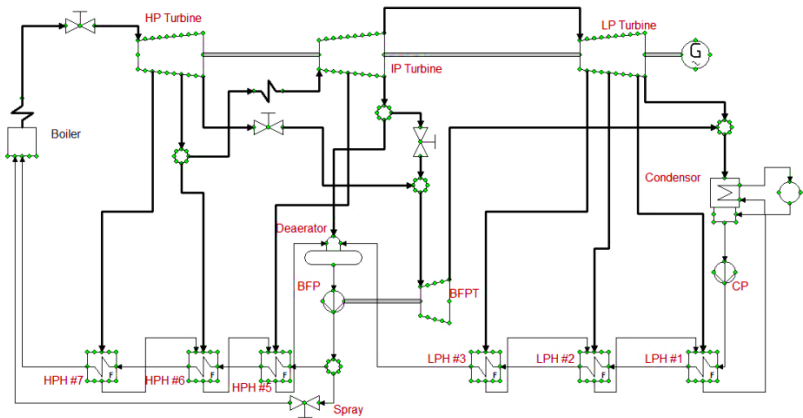 HP Turbine
LP Turbine
G
~
IP Turbine
Boiler
Condensor
Deaerator
BFP
BFPT
CP
LPH #3
LPH #2
LPH #1
F
F
F
F
F
F
HPH #7
HPH #6
HPH #5
Spray